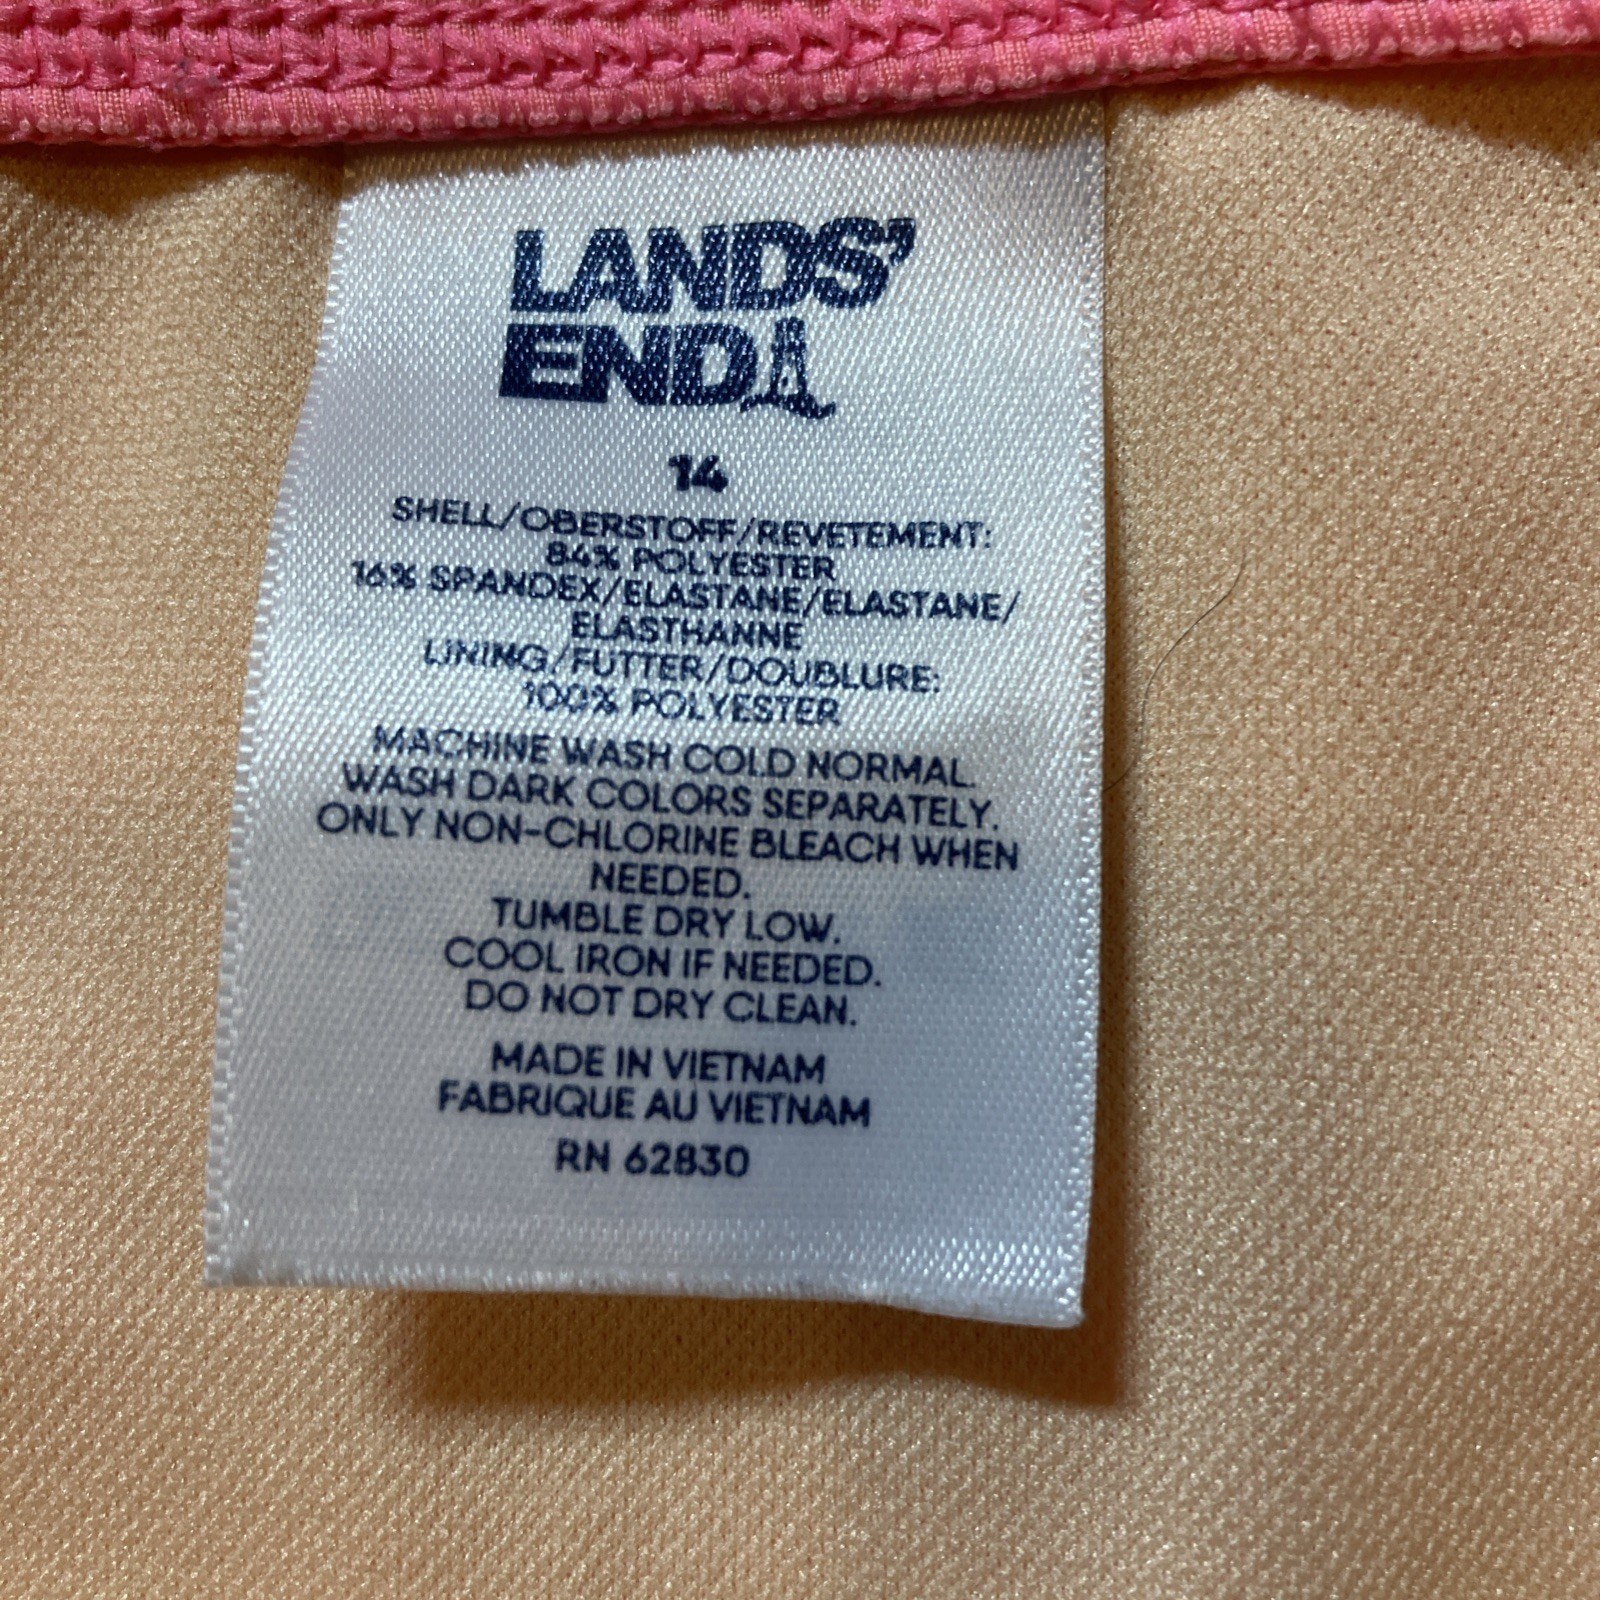 LANDS'
END
14
SHELL/OBERSTOFF/REVETEMENT:
84% POLYESTER
16% SPANDEX/ELASTANE/ELASTANE/
ELASTHANNE
LINING/FUTTER/DOUBLURE:
100% POLYESTER
MACHINE WASH COLD NORMAL.
WASH DARK COLORS SEPARATELY.
ONLY NON-CHLORINE BLEACH WHEN
NEEDED.
TUMBLE DRY LOW.
COOL IRON IF NEEDED.
DO NOT DRY CLEAN.
MADE IN VIETNAM
FABRIQUE AU VIETNAM
RN 62830